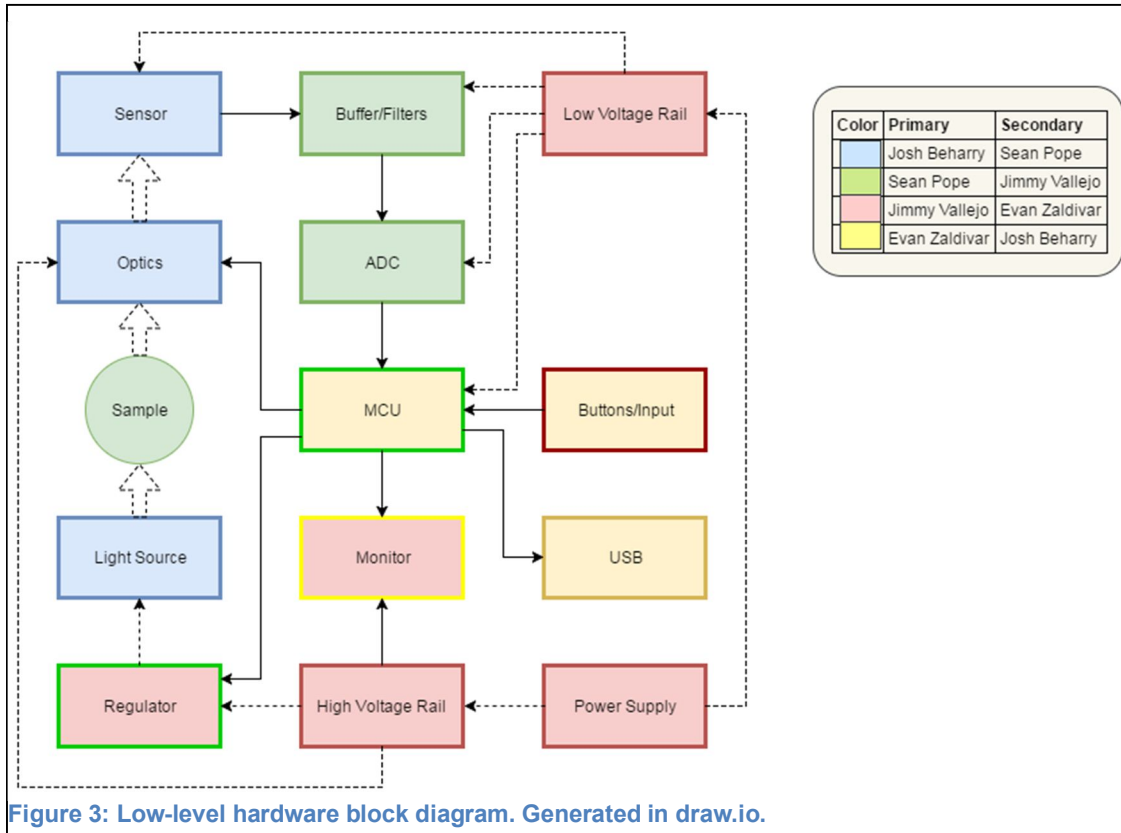 Sensor
Buffer/Filters
Low Voltage Rail
Color Primary Secondary
Josh Beharry Sean Pope
Sean Pope Jimmy Vallejo
Jimmy Vallejo Evan Zaldivar
Evan Zaldivar Josh Beharry
Optics
ADC
Sample
MCU
Buttons/Input
Light Source
Monitor
USB
Regulator
High Voltage Rail
Power Supply
Figure 3: Low-level hardware block diagram. Generated in draw.io.